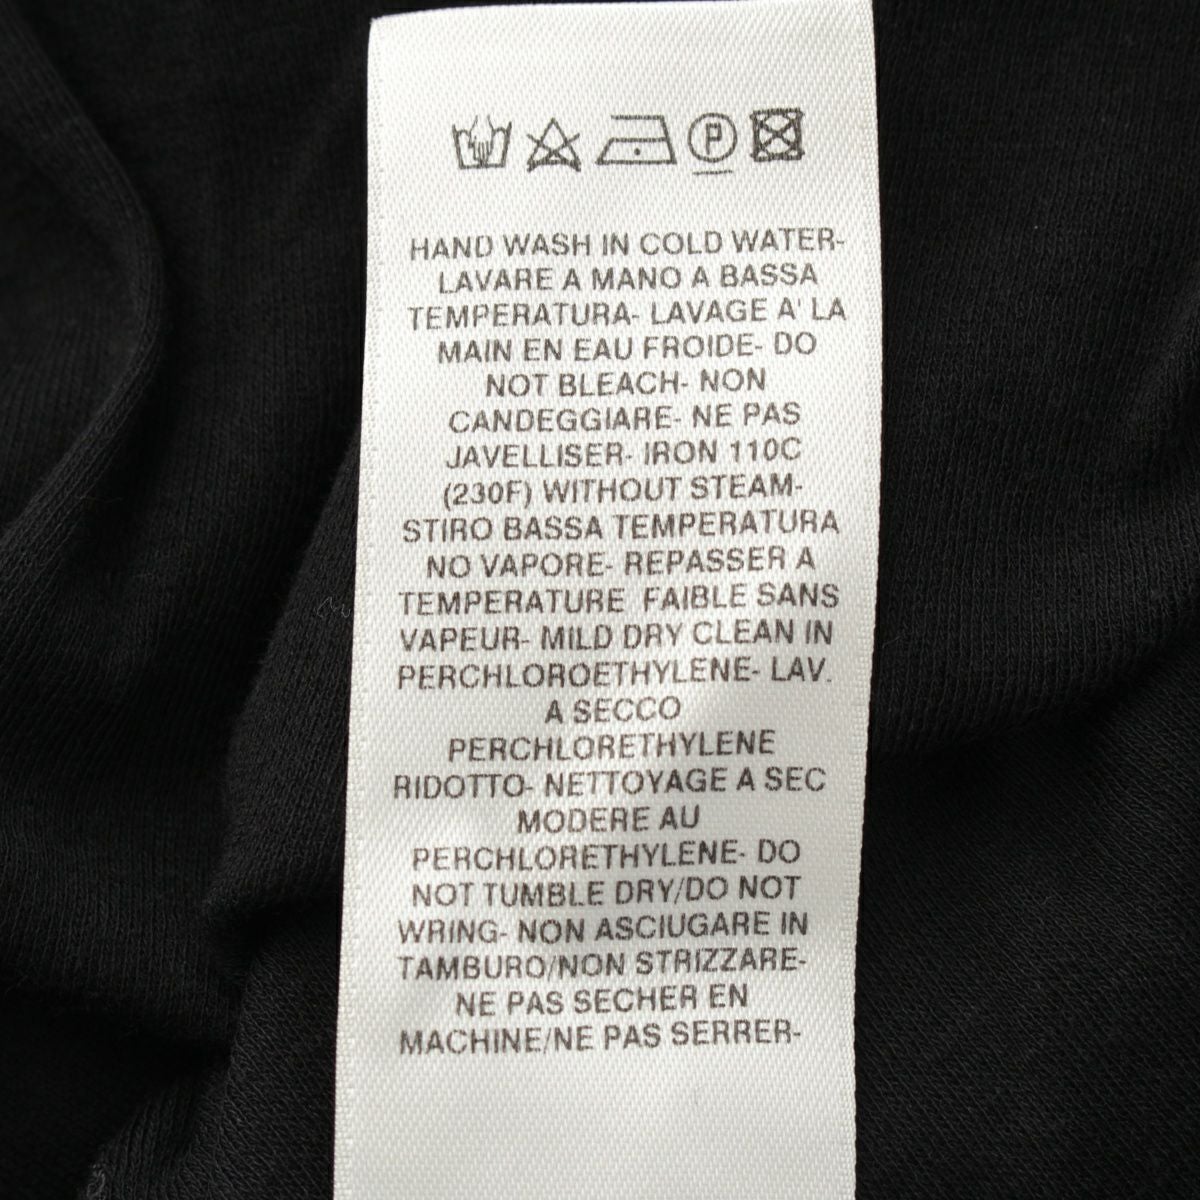 P
HAND WASH IN COLD WATER-
LAVARE A MANO A BASSA
TEMPERATURA- LAVAGE A' LA
MAIN EN EAU FROIDE- DO
NOT BLEACH- NON
CANDEGGIARE- NE PAS
JAVELLISER- IRON 110C
(230F) WITHOUT STEAM-
STIRO BASSA TEMPERATURA
NO VAPORE- REPASSER A
TEMPERATURE FAIBLE SANS
VAPEUR- MILD DRY CLEAN IN
PERCHLOROETHYLENE- LAV.
A SECCO
PERCHLORETHYLENE
RIDOTTO- NETTOYAGE A SEC
MODERE AU
PERCHLORETHYLENE- DO
NOT TUMBLE DRY/DO NOT
WRING- NON ASCIUGARE IN
TAMBURO/NON STRIZZARE-
NE PAS SECHER EN
MACHINE/NE PAS SERRER-